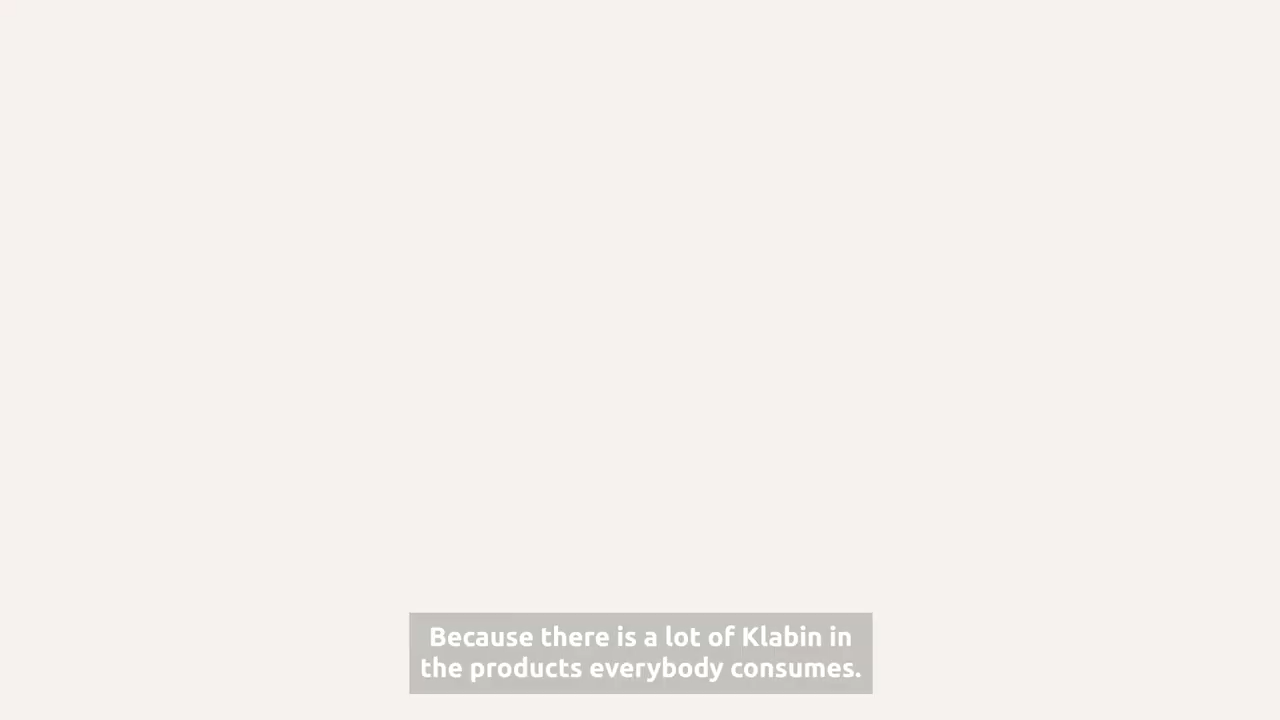 Because there is a lot of Klabin in
the products everybody consumes.